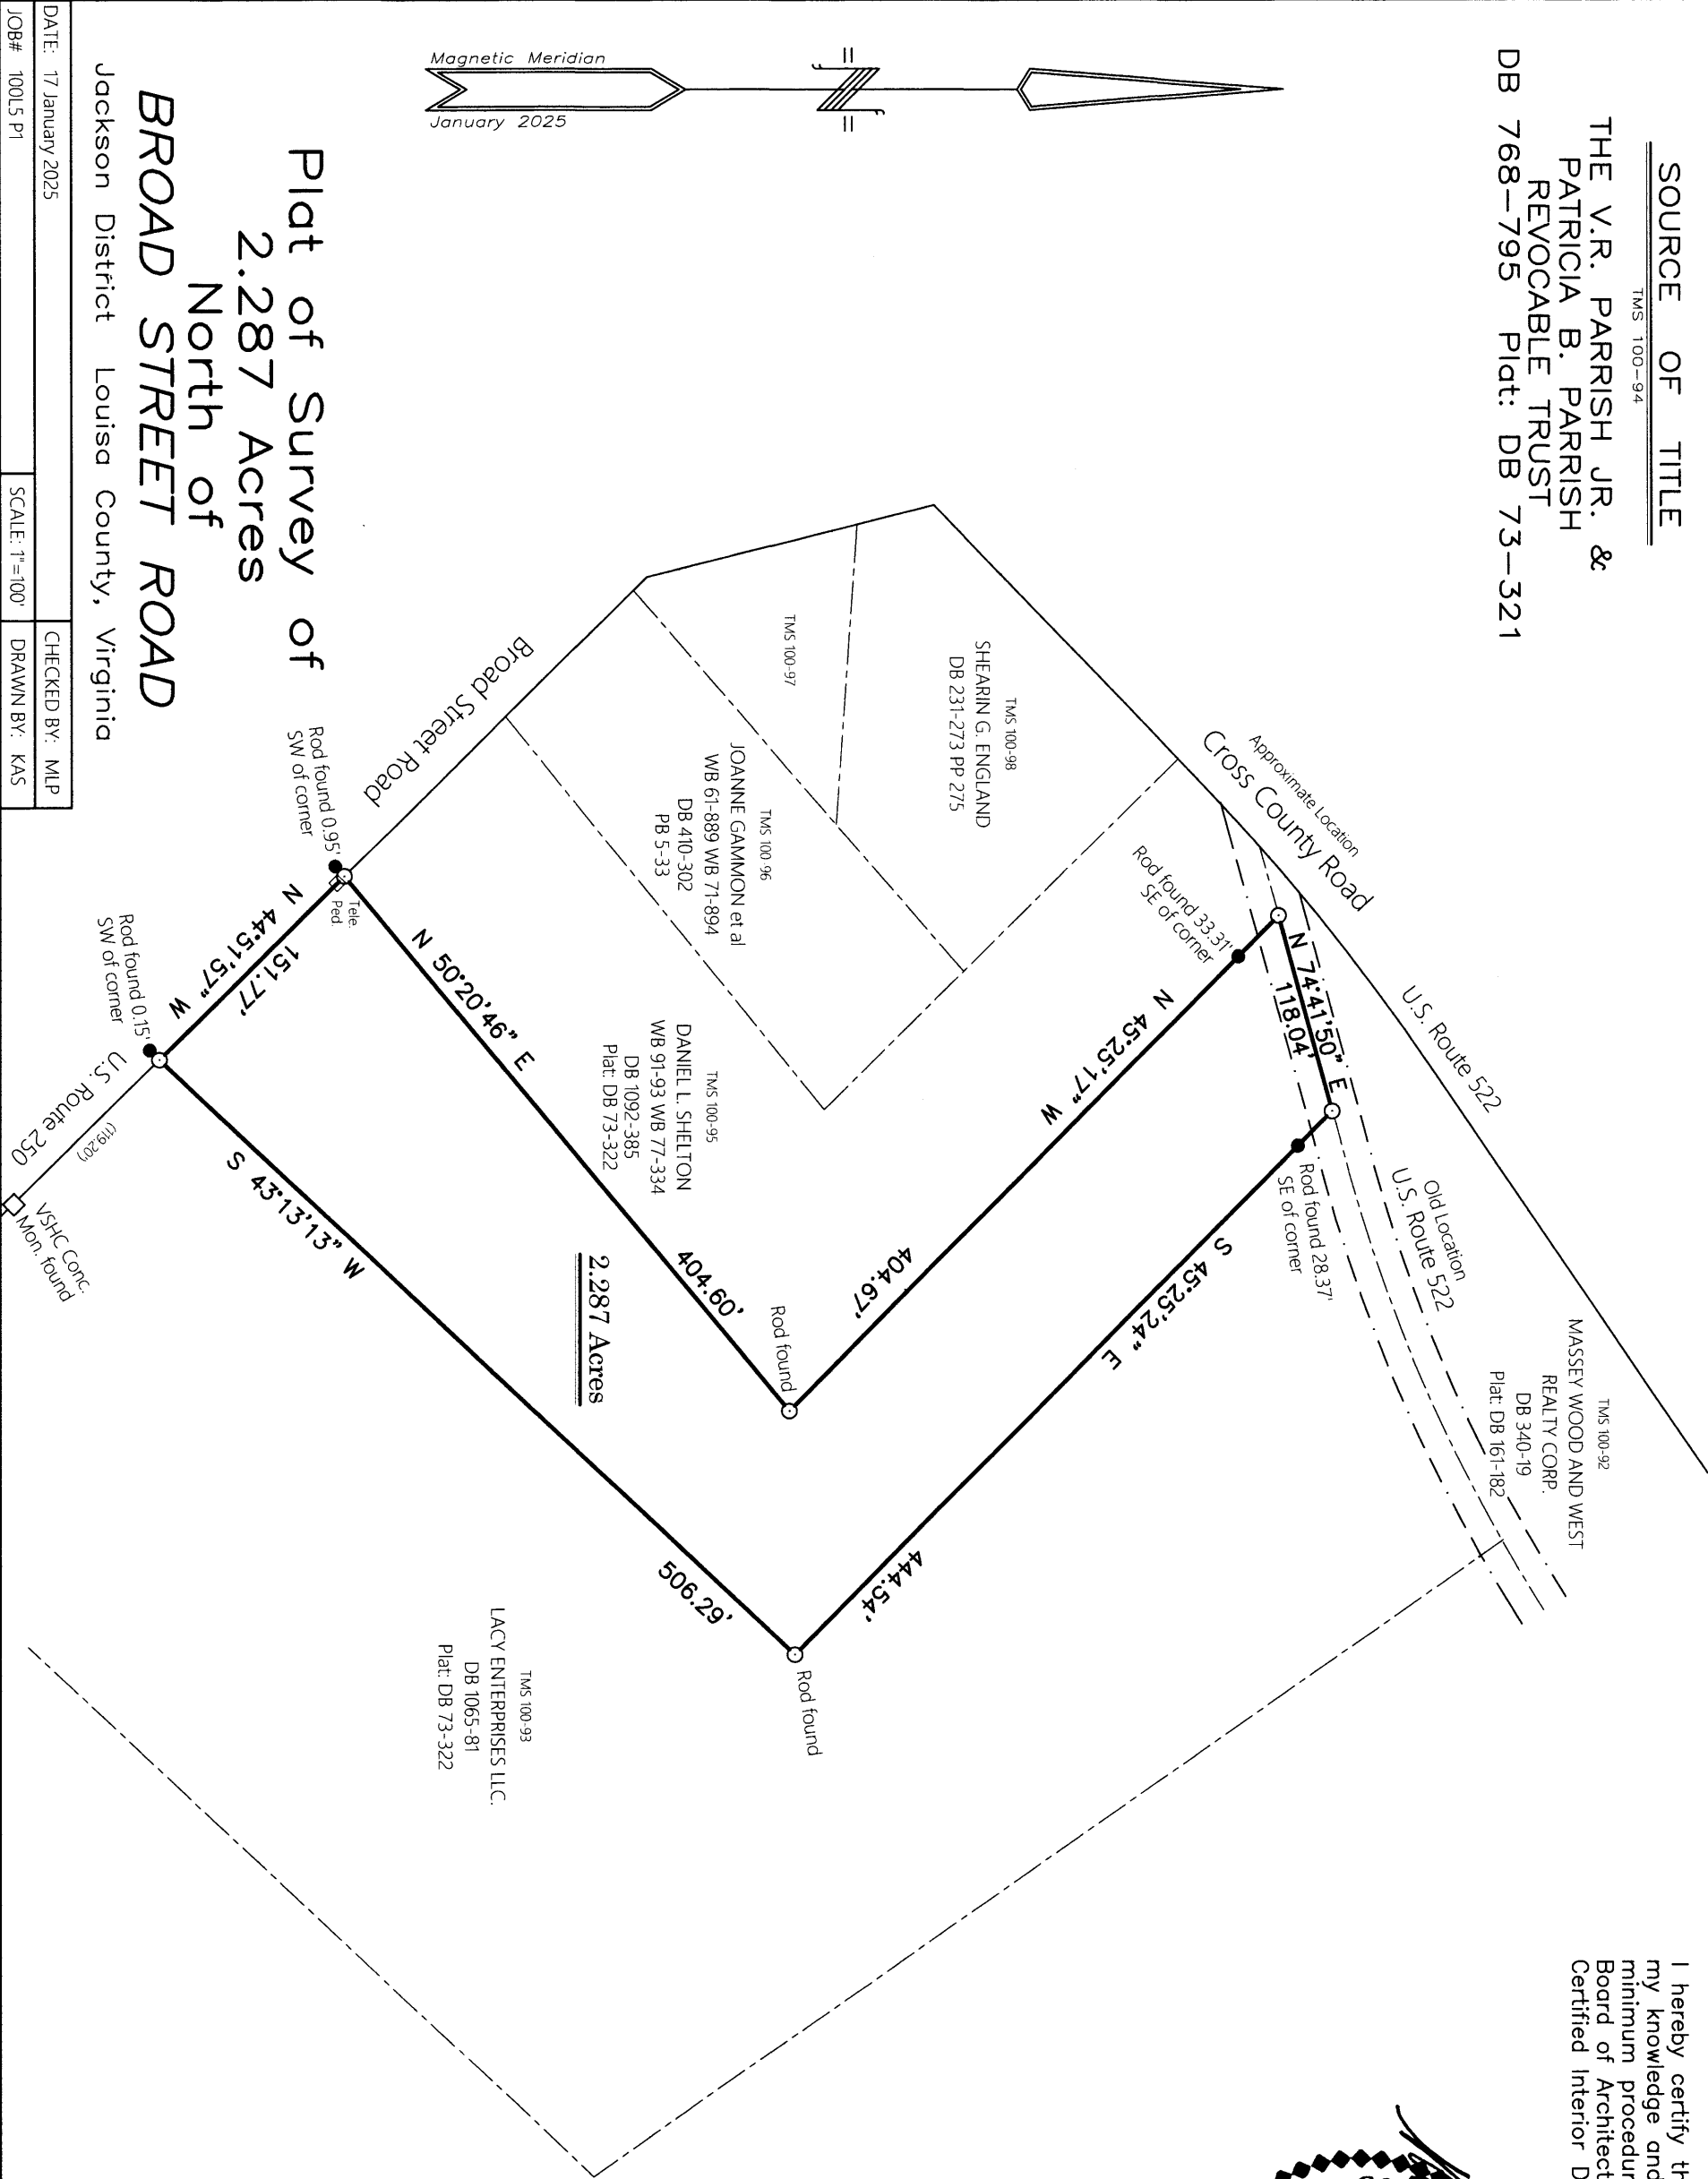 SOURCE OF TITLE
TMS 100-94
THE V.R. PARRISH JR. &
PATRICIA B. PARRISH
REVOCABLE TRUST
DB 768-795 Plat: DB 73-321
I hereby certify th
my knowledge and
minimum procedur
Board of Architect
Certified Interior D
Magnetic Meridian
N
January 2025
U.S. Route 522
Approximate Location
Cross County Road
TMS 100-92
MASSEY WOOD AND WEST
REALTY CORP.
DB 340-19
Plat: DB 161-182
Old Location
U.S. Route 522
N 74°41'50" E
118.04'
Rod found 33.31'
SE of corner
Rod found 28.37'
SE of corner
N 45°25'17" W
404.67'
S 45°25'24" E
444.54'
TMS 100-98
SHEARIN G. ENGLAND
DB 231-273 PP 275
TMS 100-97
TMS 100-96
JOANNE GAMMON et al
WB 61-889 WB 71-894
DB 410-302
PB 5-33
TMS 100-95
DANIEL L. SHELTON
WB 91-93 WB 77-334
DB 1092-385
Plat: DB 73-322
Rod found
Rod found
2.287 Acres
N 50°20'46" E
404.60'
S 43°13'13" W
506.29'
TMS 100-93
LACY ENTERPRISES LLC.
DB 1065-81
Plat: DB 73-322
Broad Street Road
Tele.
Ped.
Rod found 0.95'
SW of corner
N 44°51'57" W
151.77'
Rod found 0.15'
SW of corner
U.S. Route 250
(119.20')
VSHC Conc.
Mon. found
Plat of Survey of
2.287 Acres
North of
BROAD STREET ROAD
Jackson District Louisa County, Virginia
DATE: 17 January 2025
CHECKED BY: MLP
JOB# 100L5 P1
SCALE: 1"=100'
DRAWN BY: KAS